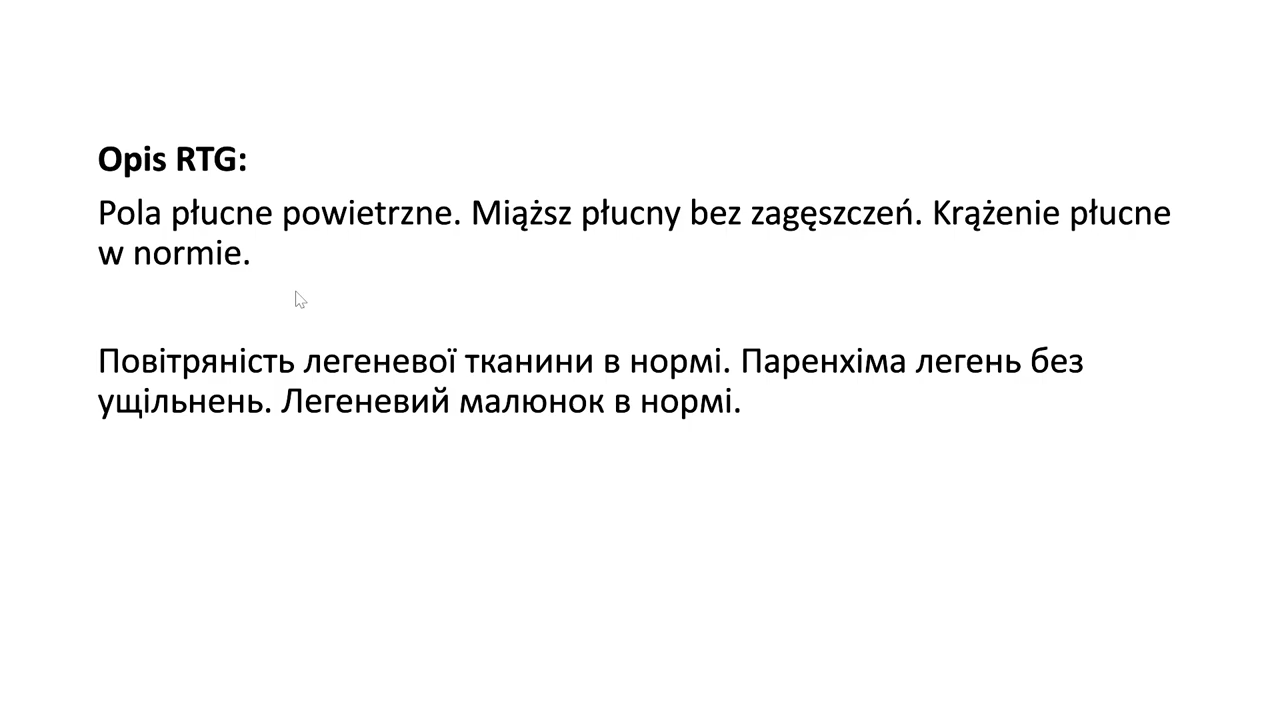 Opis RTG:
Pola płucne powietrzne. Miąższ płucny bez zagęszczeń. Krążenie płucne
w normie.
Повітряність легеневої тканини в нормі. Паренхіма легень без
ущільнень. Легеневий малюнок в нормі.